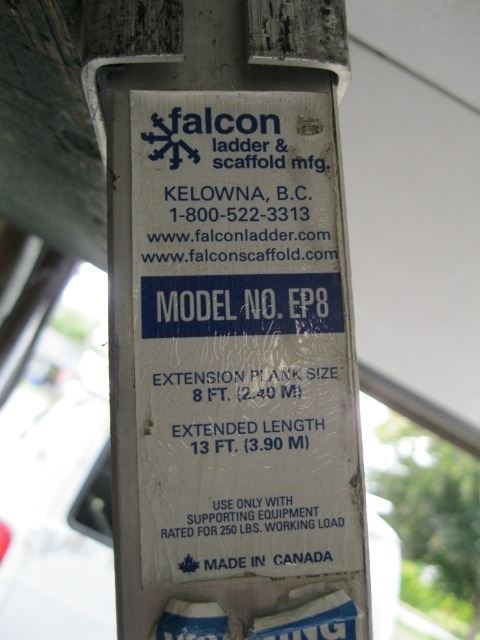 falcon
ladder &
scaffold mfg.
KELOWNA, B.C.
1-800-522-3313
www.falconladder.com
www.falconscaffold.com
MODEL NO. EP8
EXTENSION PLANK SIZE
8 FT. (2.40 M)
EXTENDED LENGTH
13 FT. (3.90 M)
USE ONLY WITH
SUPPORTING EQUIPMENT
RATED FOR 250 LBS. WORKING LOAD
MADE IN CANADA